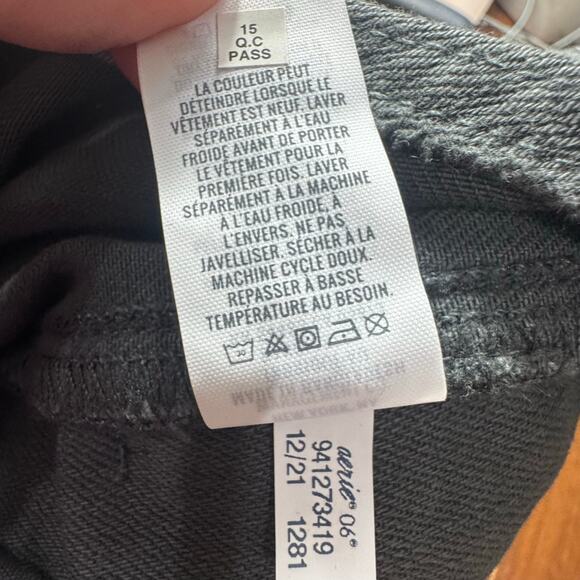 15
Q.C
PASS
LA COULEUR PEUT
DÉTEINDRE LORSQUE LE
VÊTEMENT EST NEUF. LAVER
SÉPARÉMENT À L'EAU
FROIDE AVANT DE PORTER
LE VÊTEMENT POUR LA
PREMIÈRE FOIS. LAVER
SÉPARÉMENT À LA MACHINE
À L'EAU FROIDE, À
L'ENVERS. NE PAS
JAVELLISER. SÉCHER À LA
MACHINE CYCLE DOUX.
REPASSER À BASSE
TEMPÉRATURE AU BESOIN.
30
aerie® 06®
941273419
12/21 1281